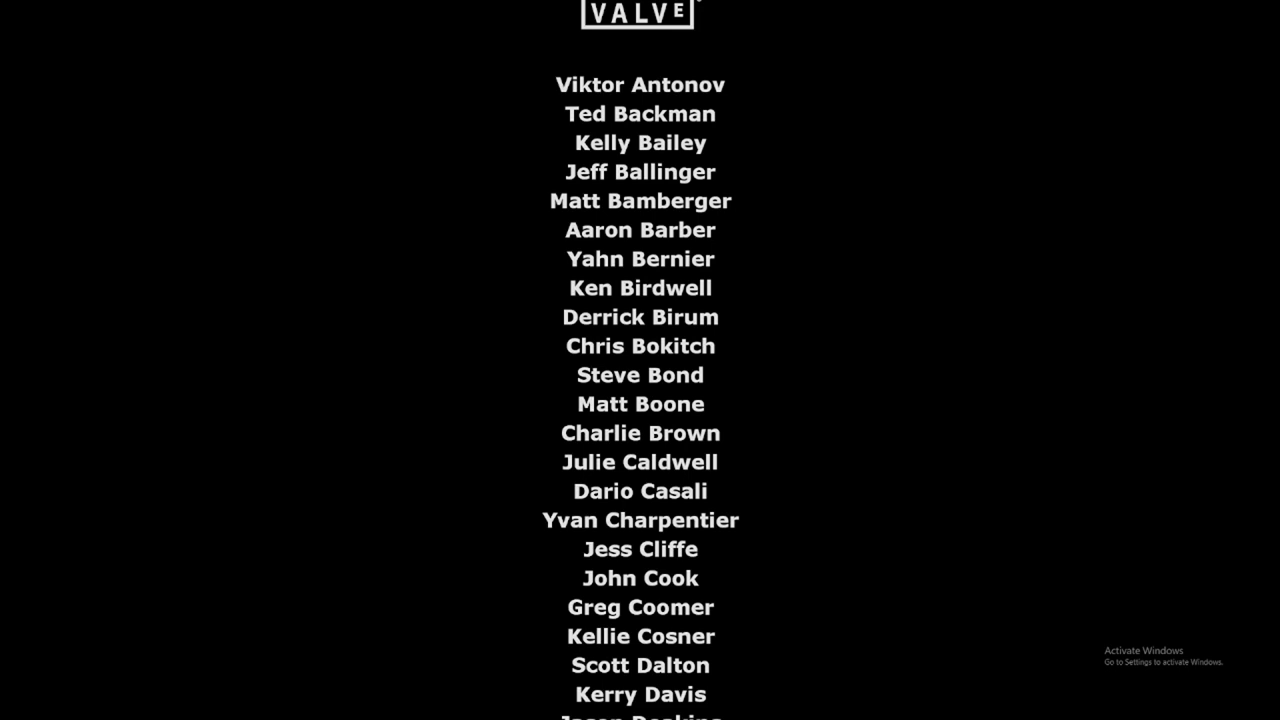 VALVE
Viktor Antonov
Ted Backman
Kelly Bailey
Jeff Ballinger
Matt Bamberger
Aaron Barber
Yahn Bernier
Ken Birdwell
Derrick Birum
Chris Bokitch
Steve Bond
Matt Boone
Charlie Brown
Julie Caldwell
Dario Casali
Yvan Charpentier
Jess Cliffe
John Cook
Greg Coomer
Kellie Cosner
Scott Dalton
Kerry Davis
Activate Windows
Go to Settings to activate Windows.